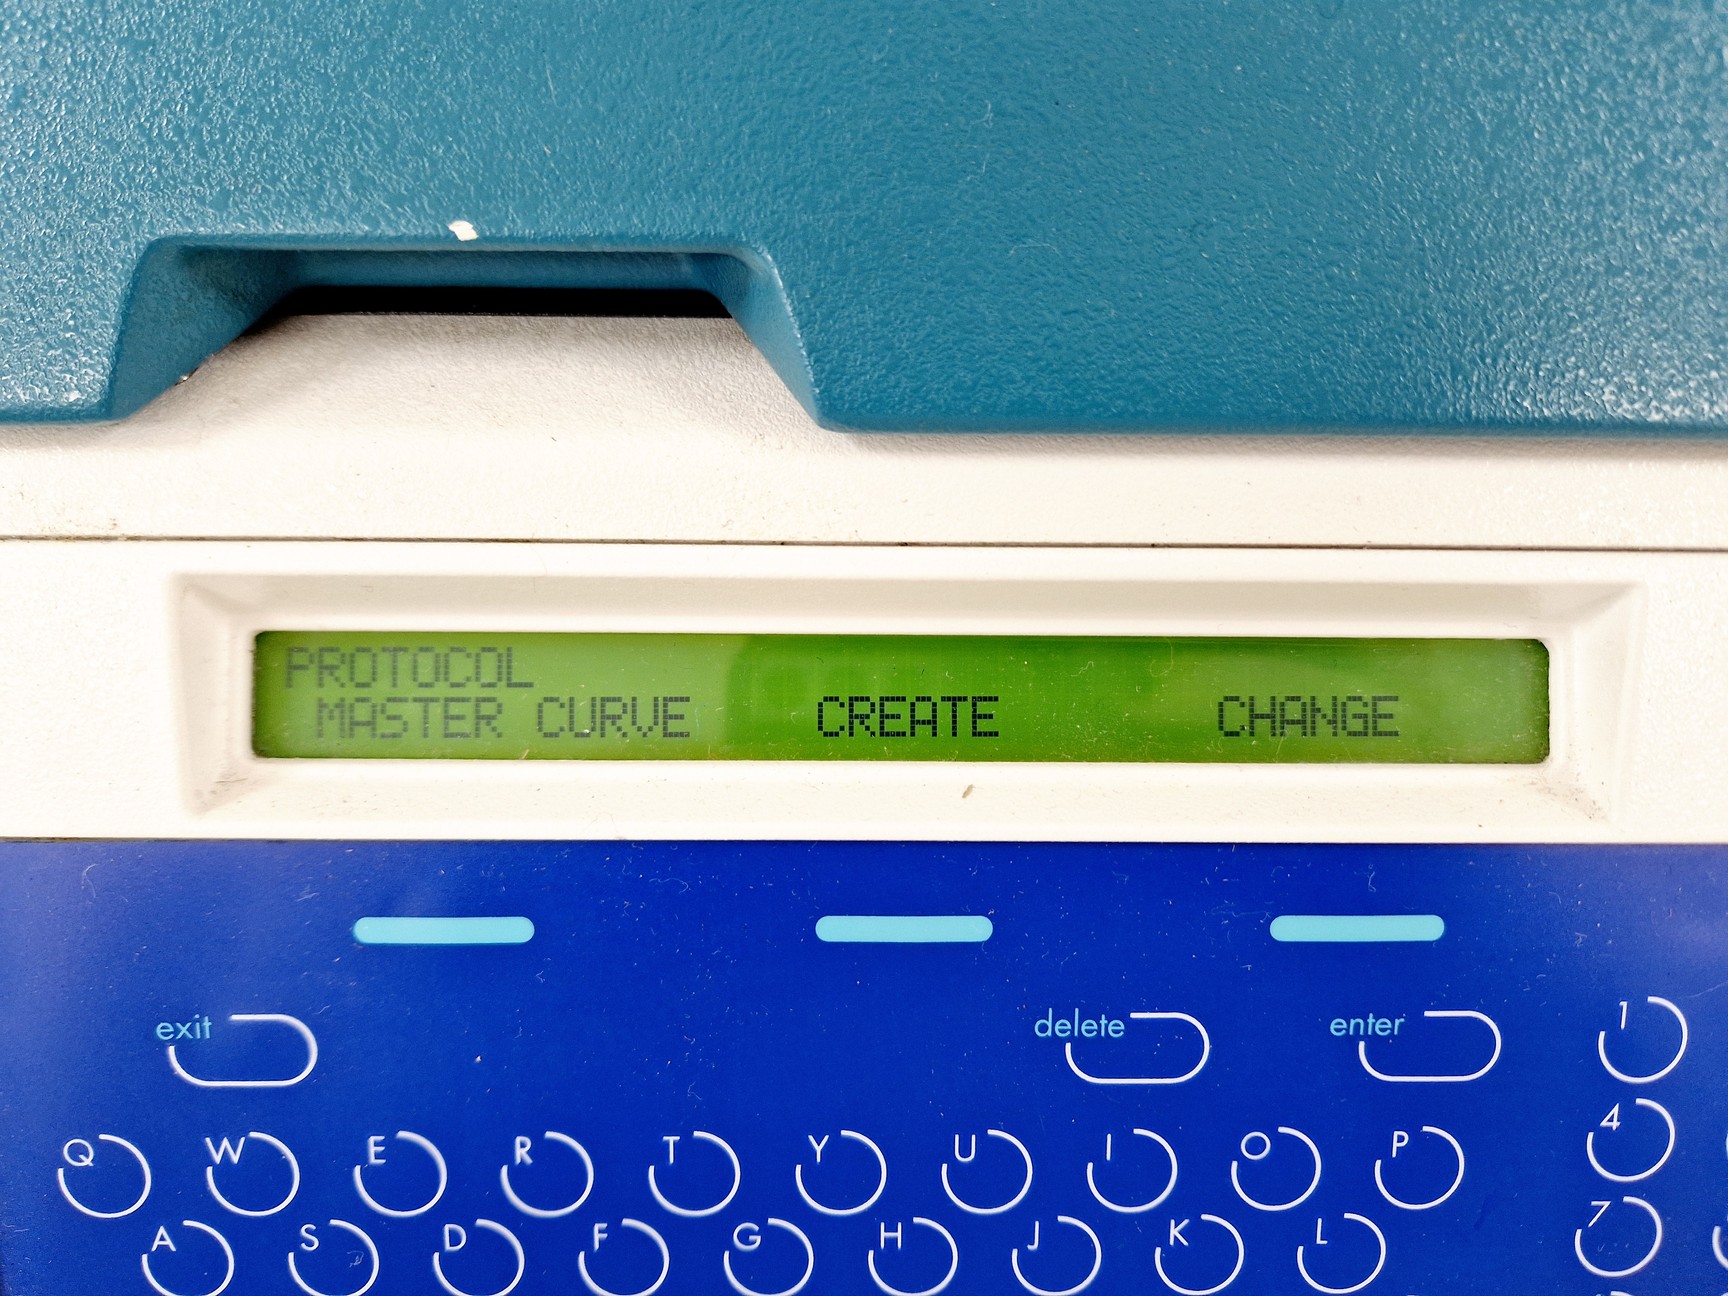 PROTOCOL
MASTER CURVE CREATE CHANGE
exit delete enter 1
Q W E R T Y U I O P 4
A S D F G H J K L 7